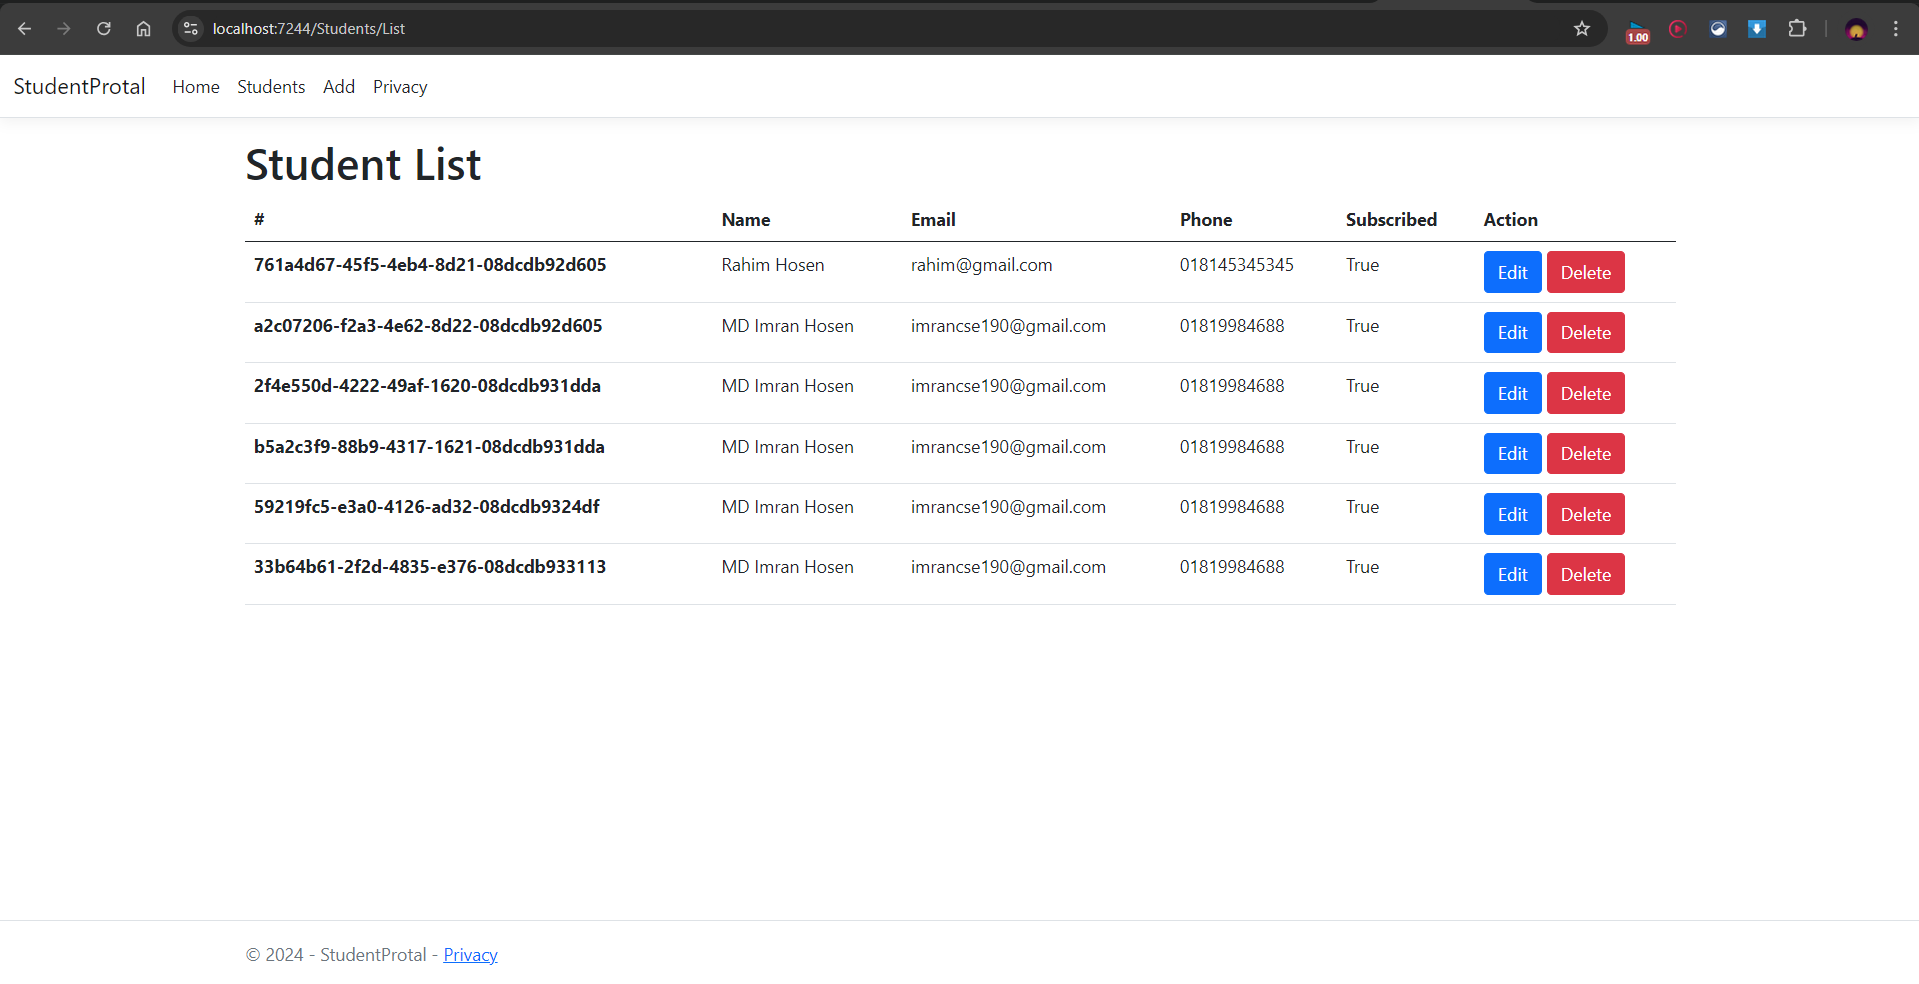 localhost:7244/Students/List
1.00
StudentProtal Home Students Add Privacy
Student List
# Name Email Phone Subscribed Action
761a4d67-45f5-4eb4-8d21-08dcdb92d605 Rahim Hosen rahim@gmail.com 018145345345 True Edit Delete
a2c07206-f2a3-4e62-8d22-08dcdb92d605 MD Imran Hosen imrancse190@gmail.com 01819984688 True Edit Delete
2f4e550d-4222-49af-1620-08dcdb931dda MD Imran Hosen imrancse190@gmail.com 01819984688 True Edit Delete
b5a2c3f9-88b9-4317-1621-08dcdb931dda MD Imran Hosen imrancse190@gmail.com 01819984688 True Edit Delete
59219fc5-e3a0-4126-ad32-08dcdb9324df MD Imran Hosen imrancse190@gmail.com 01819984688 True Edit Delete
33b64b61-2f2d-4835-e376-08dcdb933113 MD Imran Hosen imrancse190@gmail.com 01819984688 True Edit Delete
© 2024 - StudentProtal - Privacy